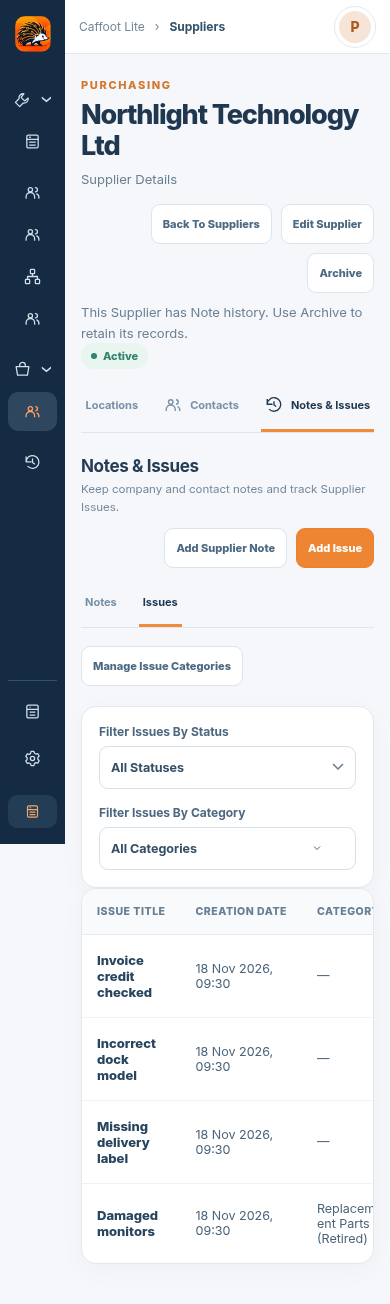 Caffoot Lite › Suppliers P
PURCHASING
Northlight Technology
Ltd
Supplier Details
Back To Suppliers Edit Supplier
Archive
This Supplier has Note history. Use Archive to
retain its records.
Active
Locations Contacts Notes & Issues
Notes & Issues
Keep company and contact notes and track Supplier
Issues.
Add Supplier Note Add Issue
Notes Issues
Manage Issue Categories
Filter Issues By Status
All Statuses
Filter Issues By Category
All Categories
ISSUE TITLE CREATION DATE CATEGORY
Invoice
credit
checked
18 Nov 2026,
09:30
—
Incorrect
dock
model
18 Nov 2026,
09:30
—
Missing
delivery
label
18 Nov 2026,
09:30
—
Damaged
monitors
18 Nov 2026,
09:30
Replacem
ent Parts
(Retired)